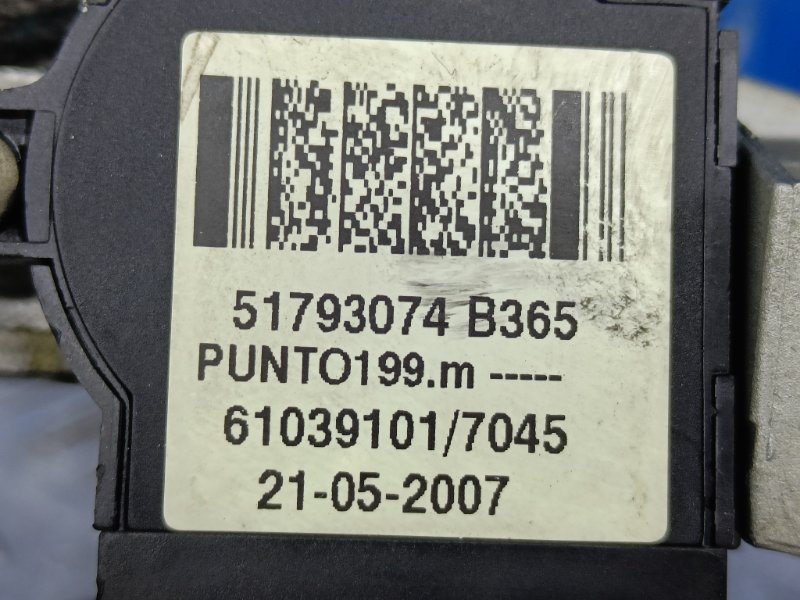 51793074 B365
PUNTO199.m -----
61039101/7045
21-05-2007